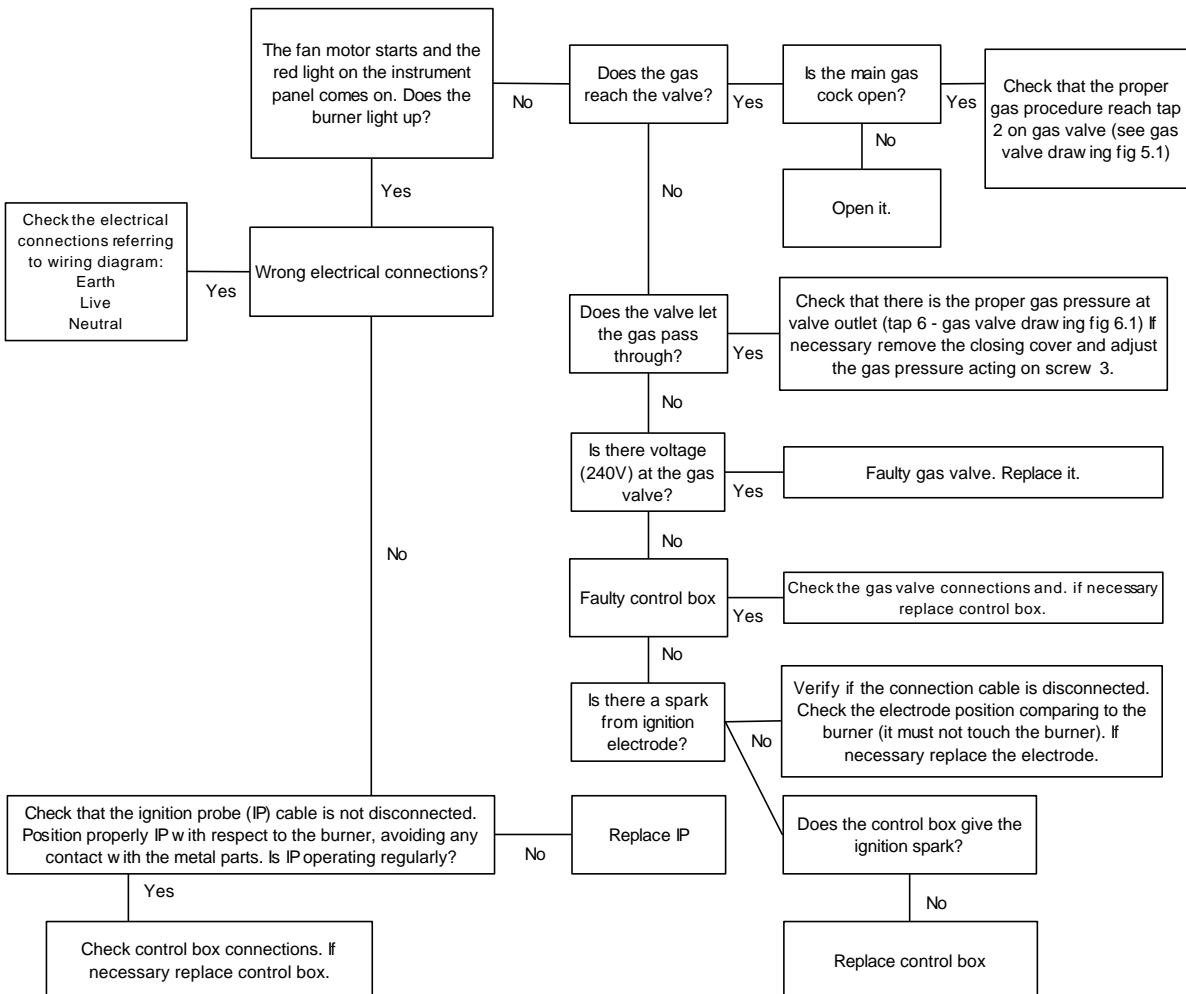 The fan motor starts and the
red light on the instrument
panel comes on. Does the
burner light up?
No
Does the gas
reach the valve?
Yes
Is the main gas
cock open?
Yes
Check that the proper
gas procedure reach tap
2 on gas valve (see gas
valve drawing fig 5.1)
No
Open it.
Yes
No
Check the electrical
connections referring
to wiring diagram:
Earth
Live
Neutral
Yes
Wrong electrical connections?
Does the valve let
the gas pass
through?
Yes
Check that there is the proper gas pressure at
valve outlet (tap 6 - gas valve drawing fig 6.1) If
necessary remove the closing cover and adjust
the gas pressure acting on screw 3.
No
Is there voltage
(240V) at the gas
valve?
Yes
Faulty gas valve. Replace it.
No
No
Faulty control box
Yes
Check the gas valve connections and. if necessary
replace control box.
No
Is there a spark
from ignition
electrode?
No
Verify if the connection cable is disconnected.
Check the electrode position comparing to the
burner (it must not touch the burner). If
necessary replace the electrode.
Check that the ignition probe (IP) cable is not disconnected.
Position properly IP with respect to the burner, avoiding any
contact with the metal parts. Is IP operating regularly?
No
Replace IP
Does the control box give the
ignition spark?
Yes
No
Check control box connections. If
necessary replace control box.
Replace control box